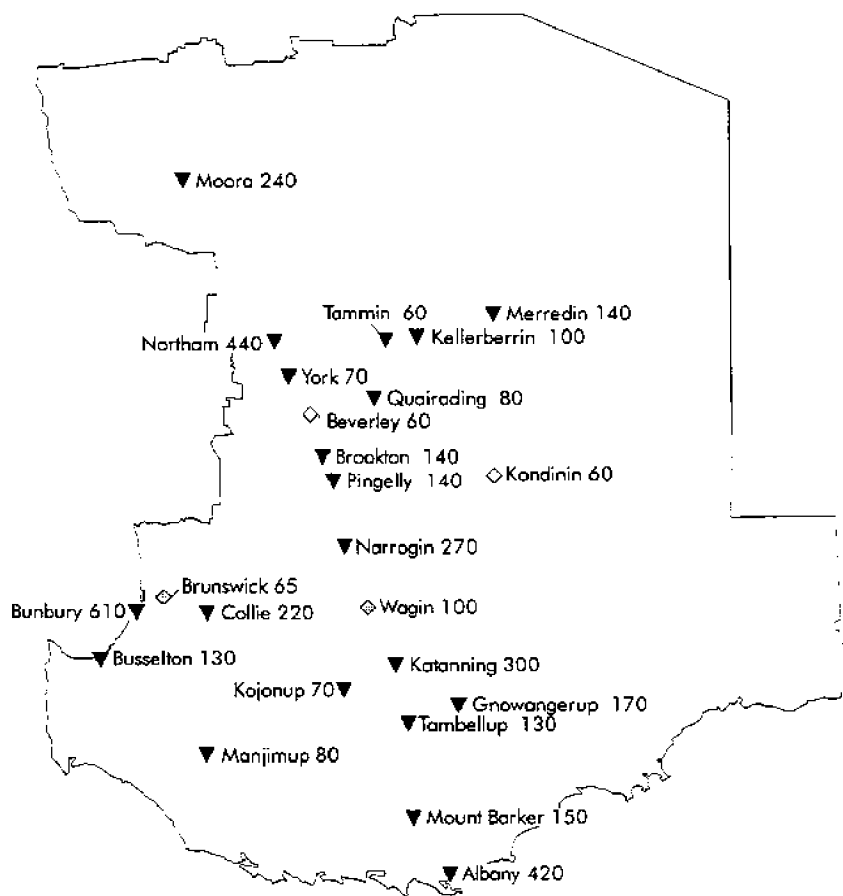 Moora 240
Tammin 60
Merredin 140
Northam 440
Kellerberrin 100
York 70
Quairading 80
Beverley 60
Brookton 140
Kondinin 60
Pingelly 140
Narrogin 270
Brunswick 65
Bunbury 610
Collie 220
Wagin 100
Busselton 130
Katanning 300
Kojonup 70
Gnowangerup 170
Tambellup 130
Manjimup 80
Mount Barker 150
Albany 420